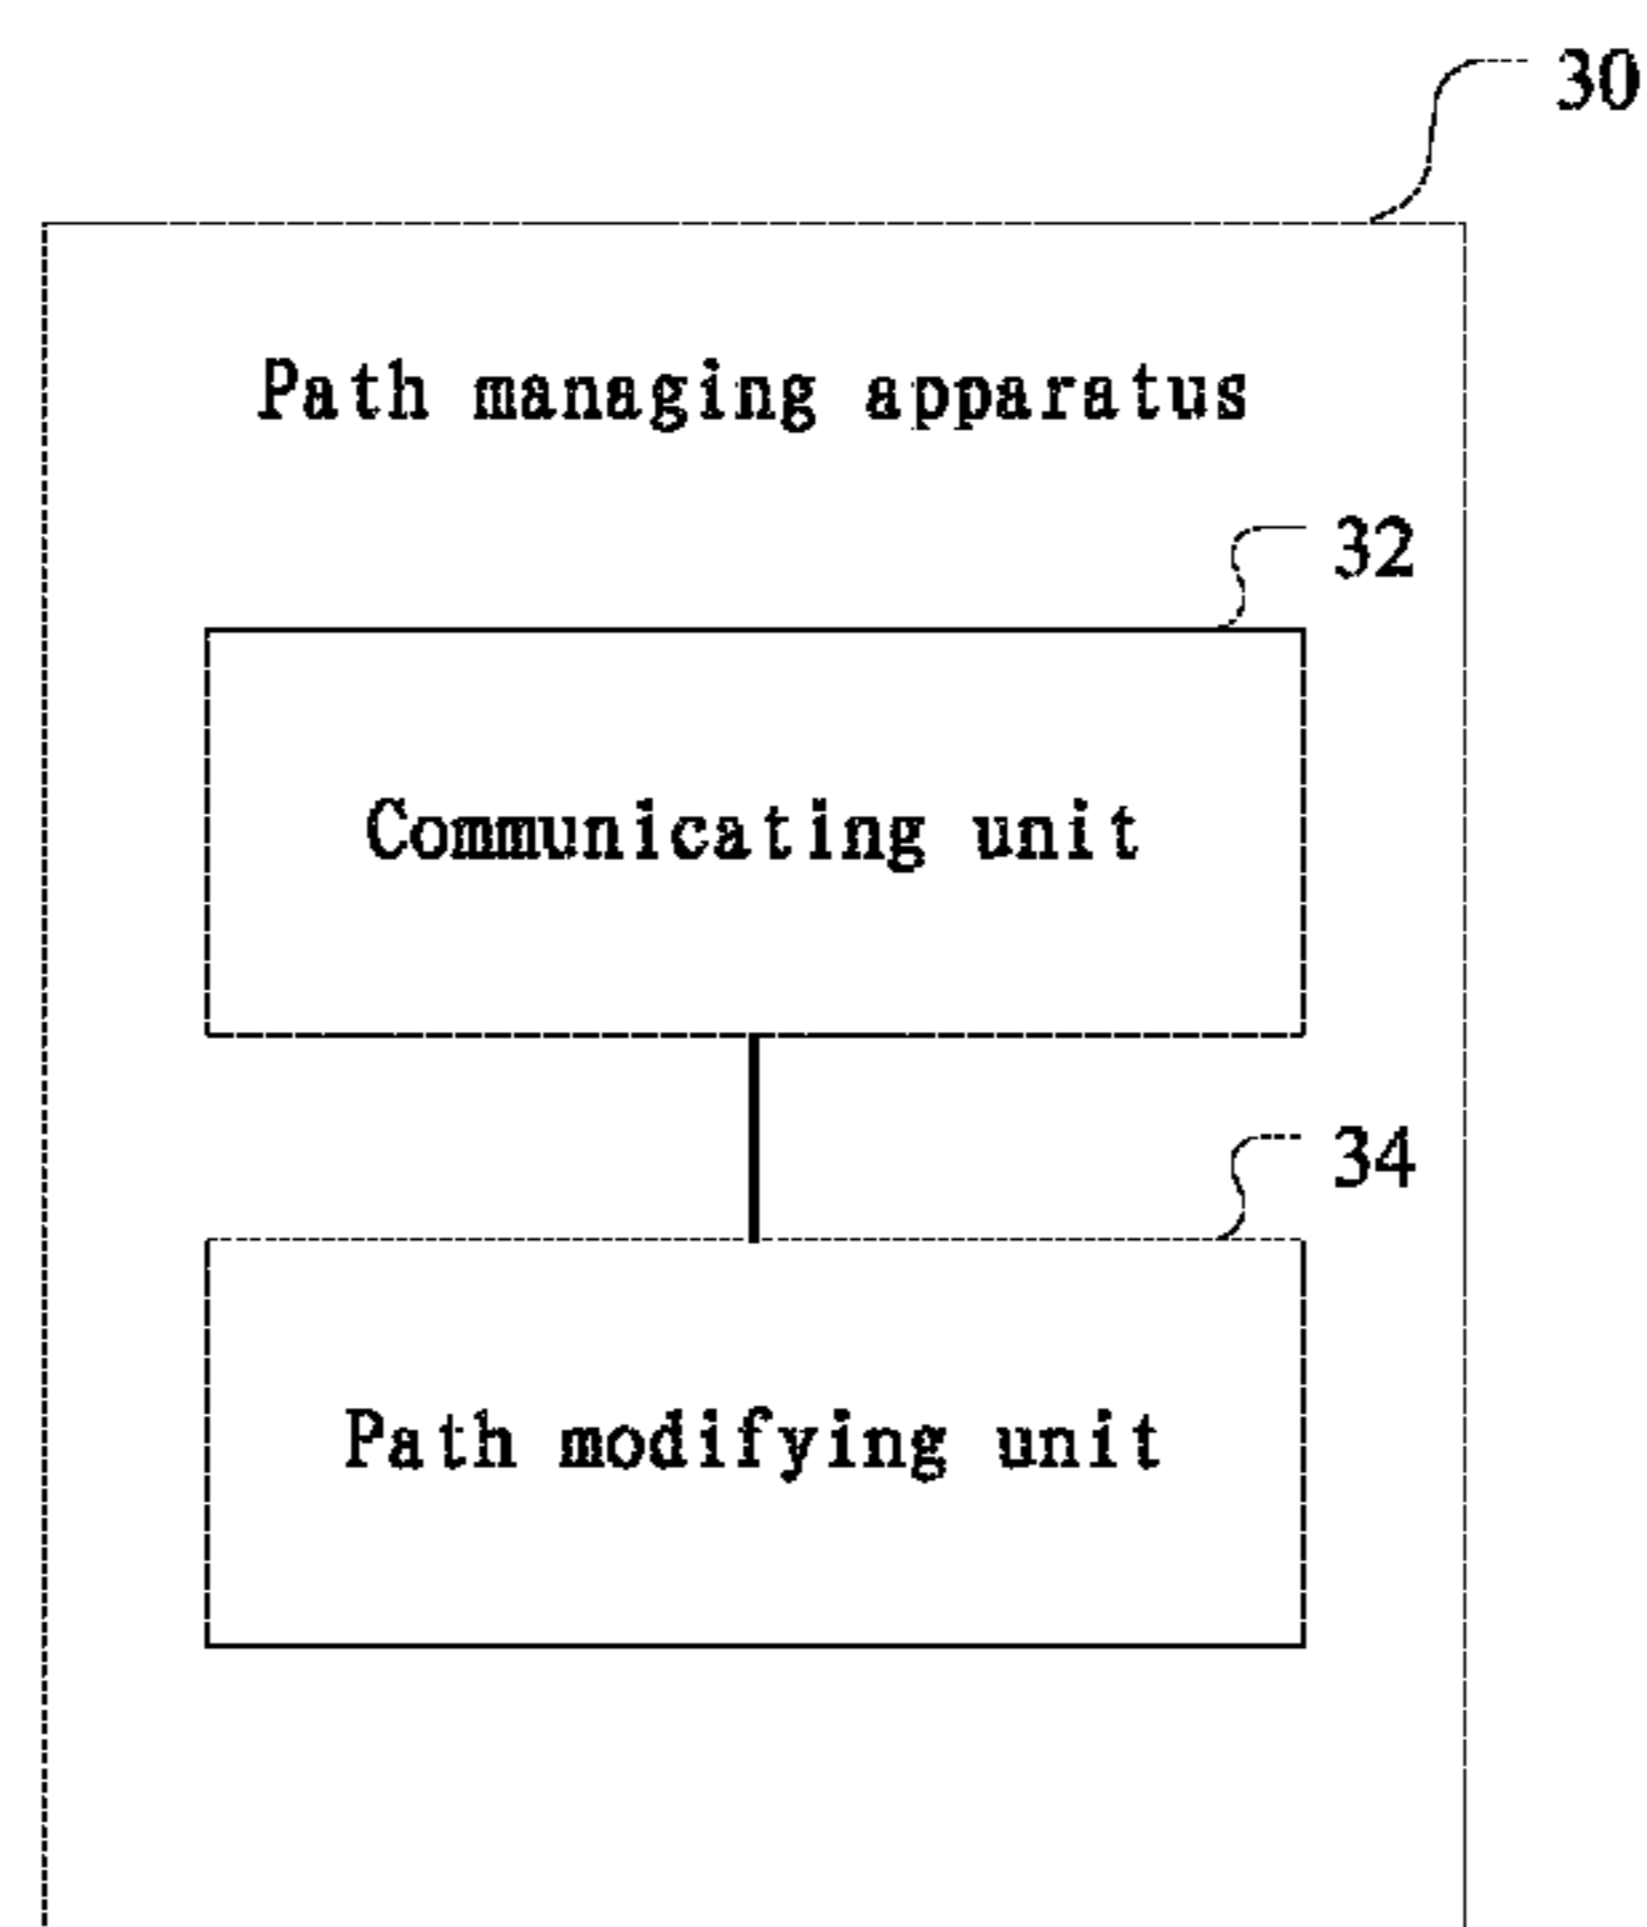 30
Path managing apparatus
32
Communicating unit
34
Path modifying unit